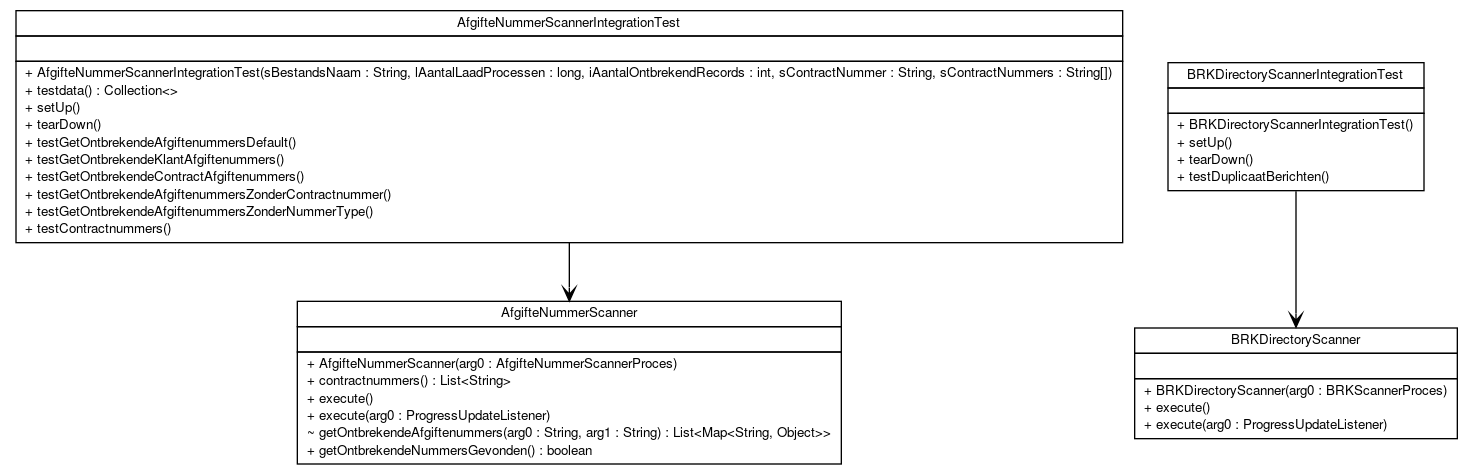 AfgifteNummerScannerIntegrationTest
+ AfgifteNummerScannerIntegrationTest(sBestandsNaam : String, lAantalLaadProcessen : long, iAantalOntbrekendRecords : int, sContractNummer : String, sContractNummers : String[])
+ testdata() : Collection<>
+ setUp()
+ tearDown()
+ testGetOntbrekendeAfgiftenummersDefault()
+ testGetOntbrekendeKlantAfgiftenummers()
+ testGetOntbrekendeContractAfgiftenummers()
+ testGetOntbrekendeAfgiftenummersZonderContractnummer()
+ testGetOntbrekendeAfgiftenummersZonderNummerType()
+ testContractnummers()
BRKDirectoryScannerIntegrationTest
+ BRKDirectoryScannerIntegrationTest()
+ setUp()
+ tearDown()
+ testDuplicaatBerichten()
AfgifteNummerScanner
+ AfgifteNummerScanner(arg0 : AfgifteNummerScannerProces)
+ contractnummers() : List<String>
+ execute()
+ execute(arg0 : ProgressUpdateListener)
~ getOntbrekendeAfgiftenummers(arg0 : String, arg1 : String) : List<Map<String, Object>>
+ getOntbrekendeNummersGevonden() : boolean
BRKDirectoryScanner
+ BRKDirectoryScanner(arg0 : BRKScannerProces)
+ execute()
+ execute(arg0 : ProgressUpdateListener)